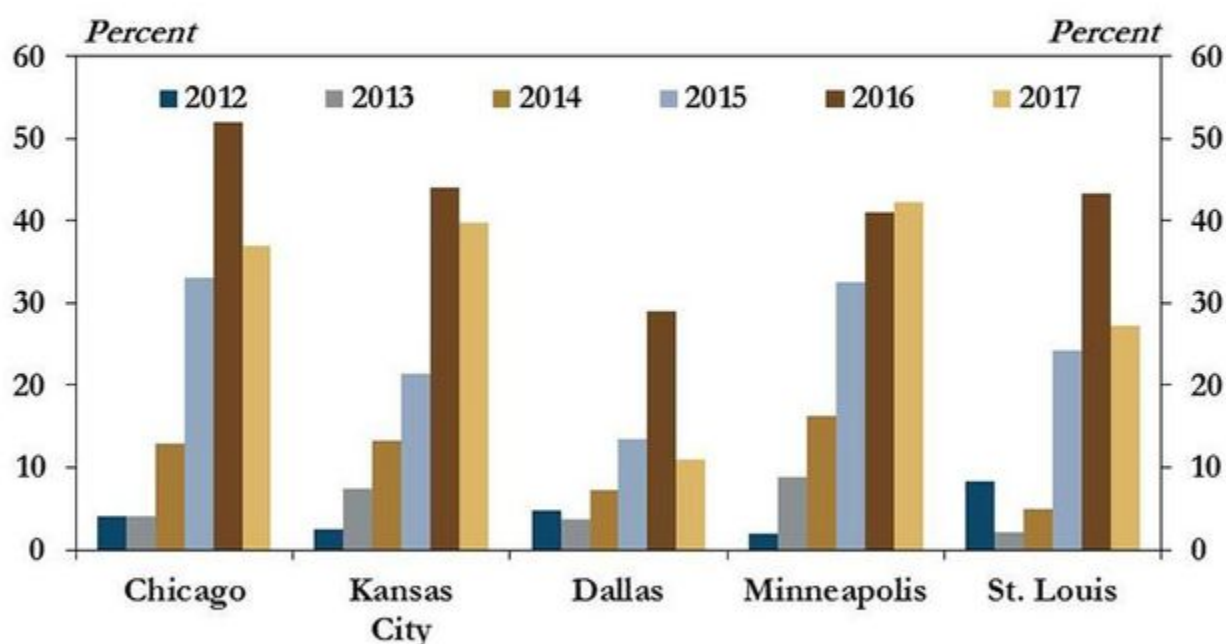 Percent Percent
60 60
2012 2013 2014 2015 2016 2017
50 50
40 40
30 30
20 20
10 10
0 0
Chicago Kansas Dallas Minneapolis St. Louis
City